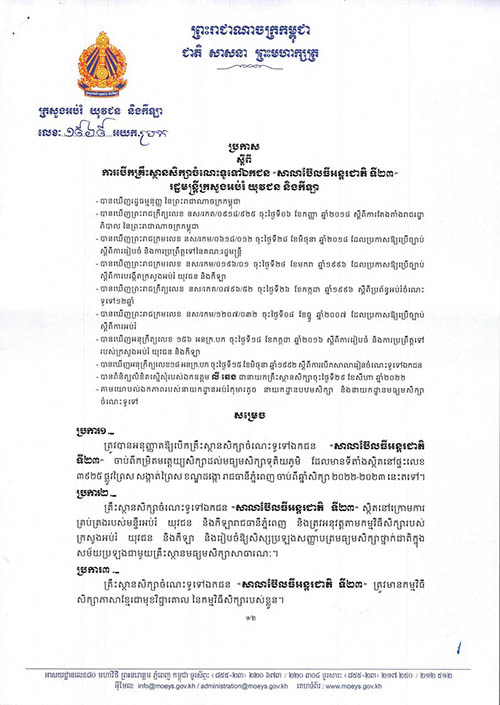 ព្រះរាជាណាចក្រកម្ពុជា
ជាតិ សាសនា ព្រះមហាក្សត្រ
ក្រសួងអប់រំ យុវជន និងកីឡា
លេខ: អយក.
ប្រកាស
ស្តីពី
ការបើកគ្រឹះស្ថានសិក្សាចំណេះទូទៅឯកជន “សាលាប៊ែលធីអន្តរជាតិ ទី២៣”
រដ្ឋមន្ត្រីក្រសួងអប់រំ យុវជន និងកីឡា
- បានឃើញរដ្ឋធម្មនុញ្ញ នៃព្រះរាជាណាចក្រកម្ពុជា
- បានឃើញព្រះរាជក្រឹត្យលេខ នស/រកត/០៩១៨/៩២៥ ចុះថ្ងៃទី០៦ ខែកញ្ញា ឆ្នាំ២០១៨ ស្តីពីការតែងតាំងរាជរដ្ឋា
ភិបាល នៃព្រះរាជាណាចក្រកម្ពុជា
- បានឃើញព្រះរាជក្រមលេខ នស/រកម/០៦១៨/០១២ ចុះថ្ងៃទី២៨ ខែមិថុនា ឆ្នាំ២០១៨ ដែលប្រកាសឱ្យប្រើច្បាប់
ស្តីពីការរៀបចំ និងការប្រព្រឹត្តទៅនៃគណៈរដ្ឋមន្ត្រី
- បានឃើញព្រះរាជក្រមលេខ នស/រកម/០១៩៦/០១ ចុះថ្ងៃទី២៤ ខែមករា ឆ្នាំ១៩៩៦ ដែលប្រកាសឱ្យប្រើច្បាប់
ស្តីពីការបង្កើតក្រសួងអប់រំ យុវជន និងកីឡា
- បានឃើញព្រះរាជក្រឹត្យលេខ នស/រកត/០៧៩៦/៥២ ចុះថ្ងៃទី២៦ ខែកក្កដា ឆ្នាំ១៩៩៦ ស្តីពីប្រព័ន្ធអប់រំចំណេះ
ទូទៅ១២ឆ្នាំ
- បានឃើញព្រះរាជក្រមលេខ នស/រកម/១២០៧/០៣២ ចុះថ្ងៃទី០៨ ខែធ្នូ ឆ្នាំ២០០៧ ដែលប្រកាសឱ្យប្រើច្បាប់
ស្តីពីការអប់រំ
- បានឃើញអនុក្រឹត្យលេខ ១៥៦ អនក្រ.បក ចុះថ្ងៃទី១៨ ខែកក្កដា ឆ្នាំ២០១៦ ស្តីពីការរៀបចំ និងការប្រព្រឹត្តទៅ
របស់ក្រសួងអប់រំ យុវជន និងកីឡា
- បានឃើញអនុក្រឹត្យលេខ១៨អនក្រ.បក ចុះថ្ងៃទី១៥ខែមិថុនា ឆ្នាំ១៩៩២ ស្តីពីការបើកសាលារៀនចំណេះទូទៅឯកជន
- បានពិនិត្យលិខិតស្នើសុំរបស់ឯកឧត្តម លី ឆេង ជានាយកគ្រឹះស្ថានសិក្សាចុះថ្ងៃទី២៩ ខែសីហា ឆ្នាំ២០២២
- តាមយោបល់ឯកភាពរបស់នាយកដ្ឋានអប់រំកុមារតូច នាយកដ្ឋានបឋមសិក្សា និងនាយកដ្ឋានមធ្យមសិក្សា
ចំណេះទូទៅ
សម្រេច
ប្រការ១._
ត្រូវបានអនុញ្ញាតឱ្យបើកគ្រឹះស្ថានសិក្សាចំណេះទូទៅឯកជន “សាលាប៊ែលធីអន្តរជាតិ
ទី២៣” ចាប់ពីកម្រិតមត្តេយ្យសិក្សាដល់មធ្យមសិក្សាទុតិយភូមិ ដែលមានទីតាំងស្ថិតនៅផ្ទះលេខ
៣៩២៥ ផ្លូវព្រៃស សង្កាត់ព្រៃស ខណ្ឌដង្កោ រាជធានីភ្នំពេញ ចាប់ពីឆ្នាំសិក្សា ២០២២-២០២៣ នេះតទៅ។
ប្រការ២._
គ្រឹះស្ថានសិក្សាចំណេះទូទៅឯកជន “សាលាប៊ែលធីអន្តរជាតិ ទី២៣” ស្ថិតនៅក្រោមការ
គ្រប់គ្រងរបស់មន្ទីរអប់រំ យុវជន និងកីឡារាជធានីភ្នំពេញ និងត្រូវអនុវត្តតាមកម្មវិធីសិក្សារបស់
ក្រសួងអប់រំ យុវជន និងកីឡា និងរៀបចំឱ្យសិស្សប្រឡងសញ្ញាបត្រមធ្យមសិក្សាថ្នាក់ជាតិក្នុង
សម័យប្រឡងជាមួយគ្រឹះស្ថានមធ្យមសិក្សាសាធារណៈ។
ប្រការ៣._
គ្រឹះស្ថានសិក្សាចំណេះទូទៅឯកជន “សាលាប៊ែលធីអន្តរជាតិ ទី២៣” ត្រូវមានកម្មវិធី
សិក្សាភាសាខ្មែរជាមុខវិជ្ជាគោល នៃកម្មវិធីសិក្សារបស់ខ្លួន។
១/២
អាសយដ្ឋានលេខ៨០ មហាវិថី ព្រះនរោត្តម ភ្នំពេញ កម្ពុជា ទូរស័ព្ទ: (៨៥៥-២៣) ២២០ ៦៧៣ / ២២០ ៣០៤ ទូរសារ: (៨៥៥-២៣) ២១៧ ២៥០ / ២១២ ៥១២
អ៊ីម៉ែល: info@moeys.gov.kh / administration@moeys.gov.kh គេហទំព័រ : www.moeys.gov.kh